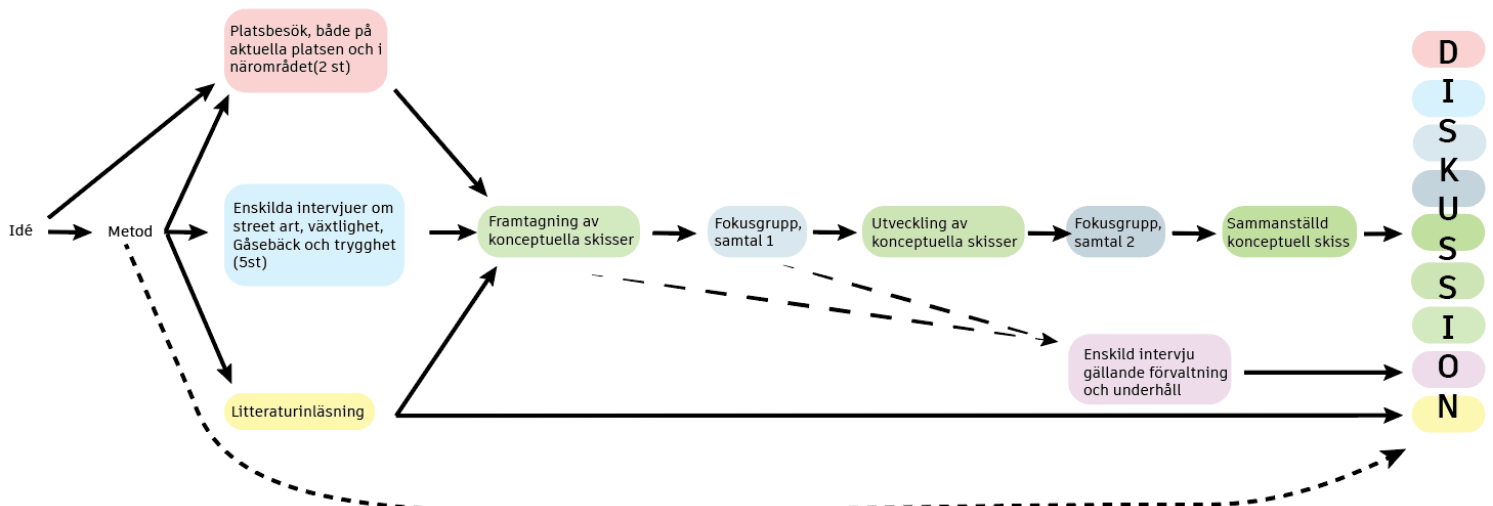 Idé
Metod
Platsbesök, både på
aktuella platsen och i
närområdet(2 st)
Enskilda intervjuer om
street art, växtlighet,
Gåsebäck och trygghet
(5st)
Litteraturinläsning
Framtagning av
konceptuella skisser
Fokusgrupp,
samtal 1
Utveckling av
konceptuella skisser
Fokusgrupp,
samtal 2
Sammanställd
konceptuell skiss
Enskild intervju
gällande förvaltning
och underhåll
D
I
S
K
U
S
S
I
O
N